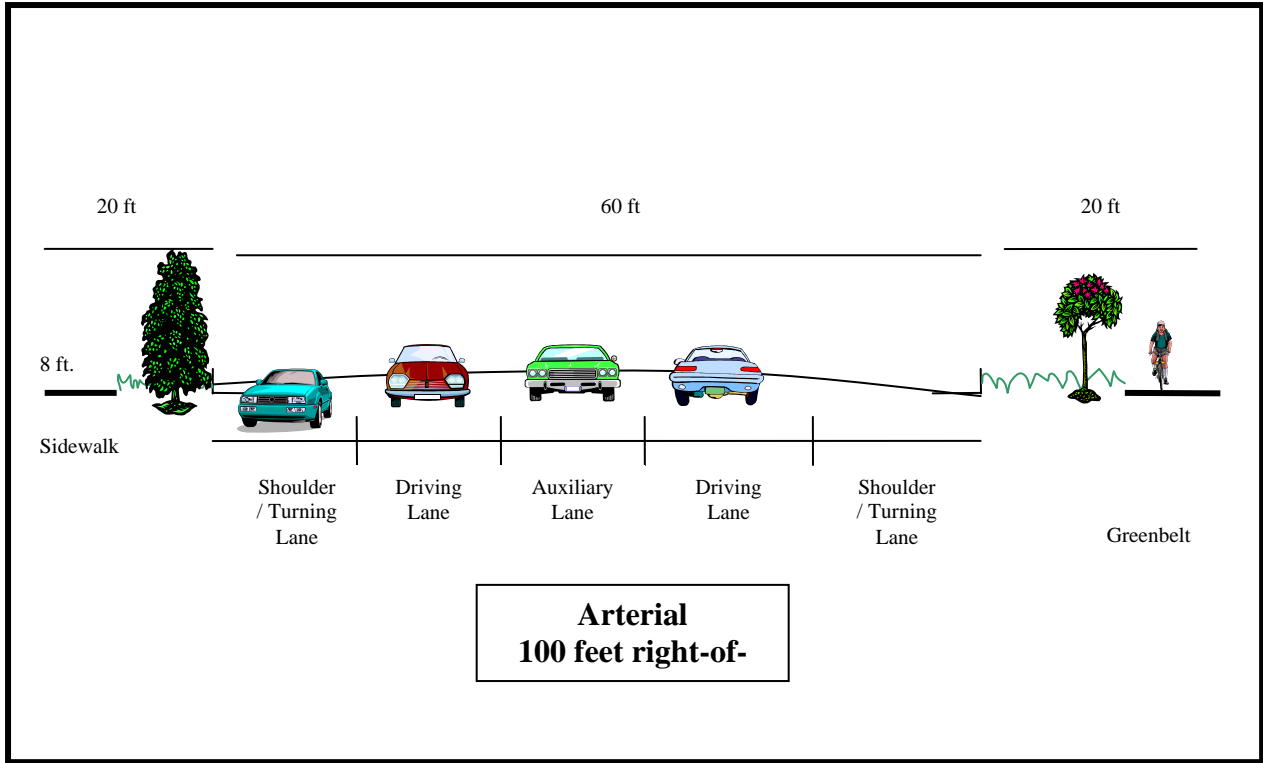 20 ft
60 ft
20 ft
8 ft.
Sidewalk
Shoulder
/ Turning
Lane
Driving
Lane
Auxiliary
Lane
Driving
Lane
Shoulder
/ Turning
Lane
Greenbelt
Arterial
100 feet right-of-